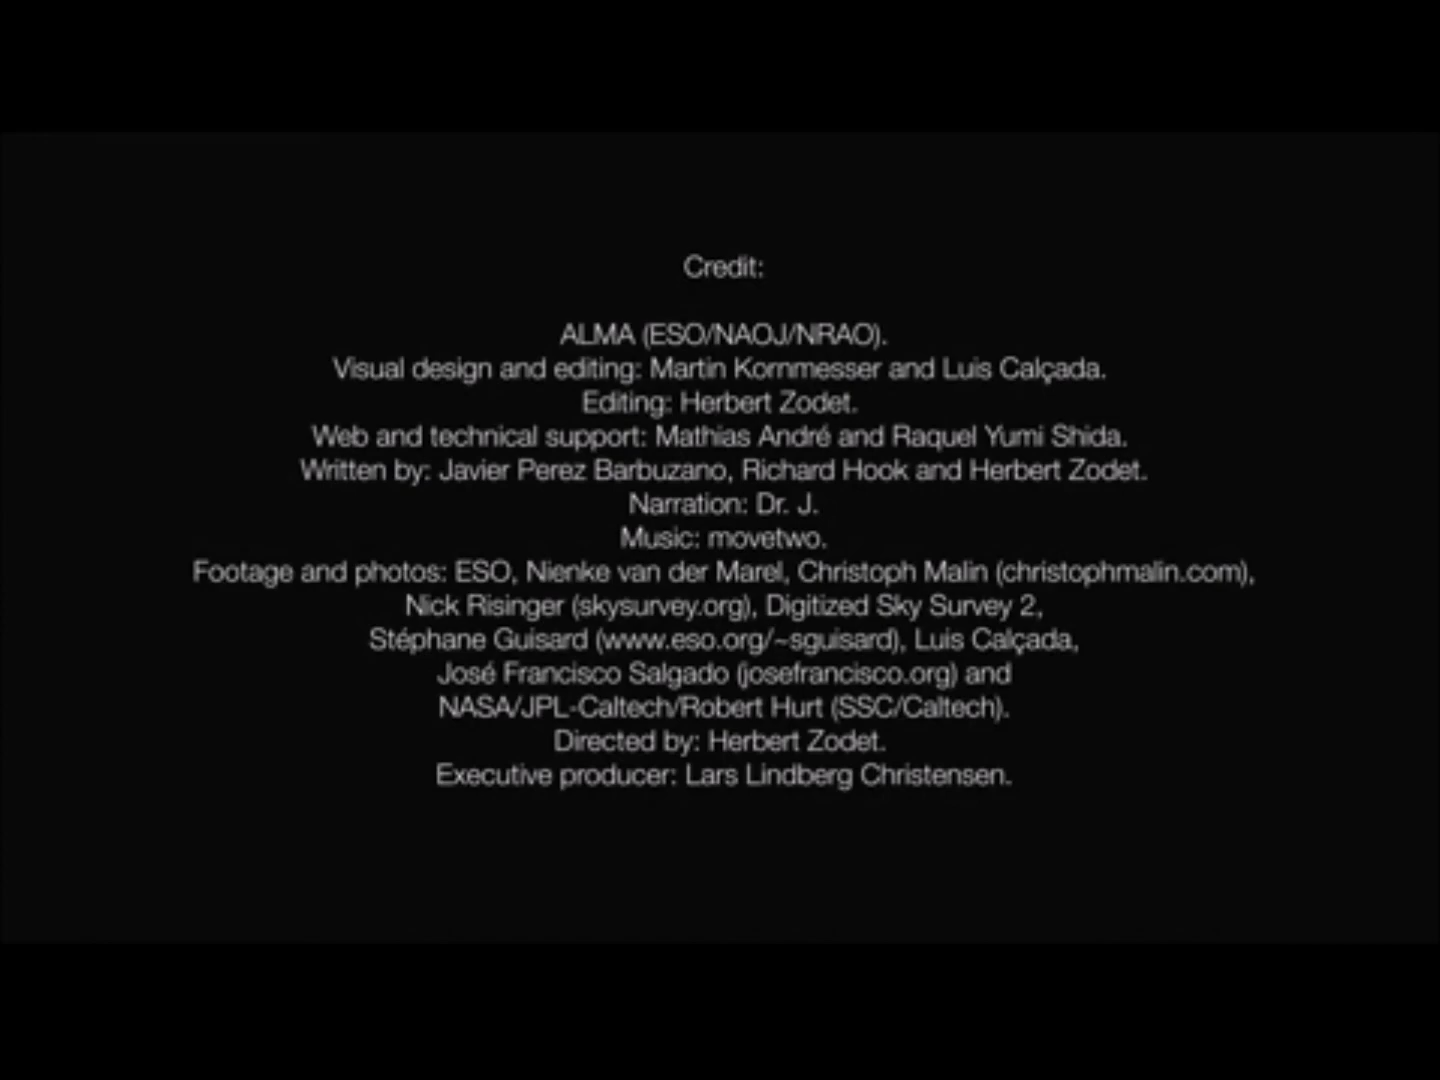 Credit:
ALMA (ESO/NAOJ/NRAO).
Visual design and editing: Martin Kornmesser and Luis Calçada.
Editing: Herbert Zodet.
Web and technical support: Mathias André and Raquel Yumi Shida.
Written by: Javier Perez Barbuzano, Richard Hook and Herbert Zodet.
Narration: Dr. J.
Music: movetwo.
Footage and photos: ESO, Nienke van der Marel, Christoph Malin (christophmalin.com),
Nick Risinger (skysurvey.org), Digitized Sky Survey 2,
Stéphane Guisard (www.eso.org/~sguisard), Luis Calçada,
José Francisco Salgado (josefrancisco.org) and
NASA/JPL-Caltech/Robert Hurt (SSC/Caltech).
Directed by: Herbert Zodet.
Executive producer: Lars Lindberg Christensen.